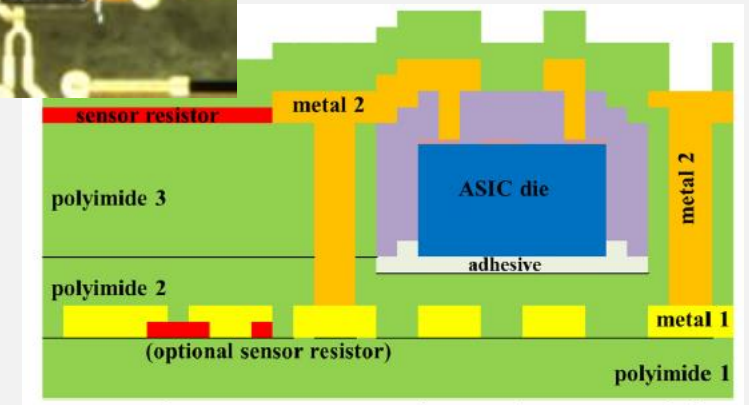 sensor resistor
metal 2
polyimide 3
ASIC die
metal 2
adhesive
polyimide 2
metal 1
(optional sensor resistor)
polyimide 1